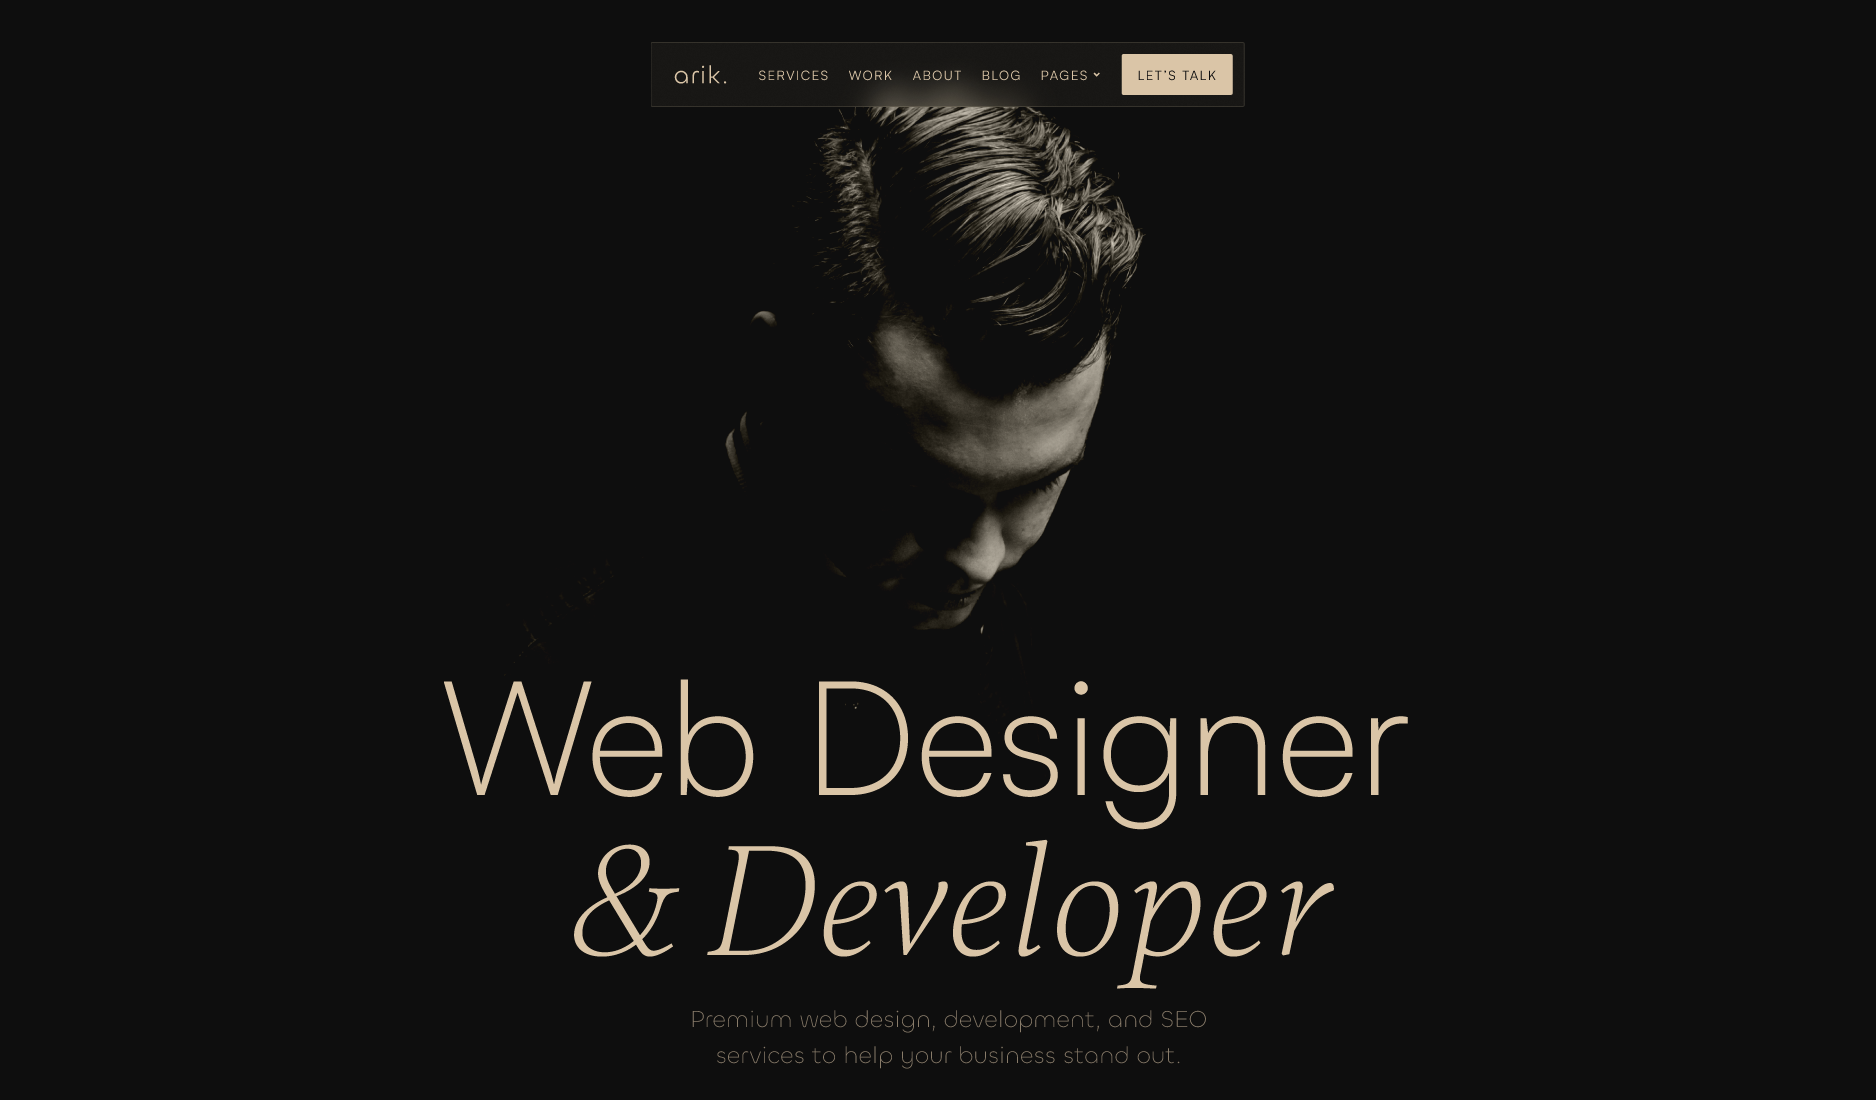 arik. SERVICES WORK ABOUT BLOG PAGES LET'S TALK
Web Designer
& Developer
Premium web design, development, and SEO
services to help your business stand out.